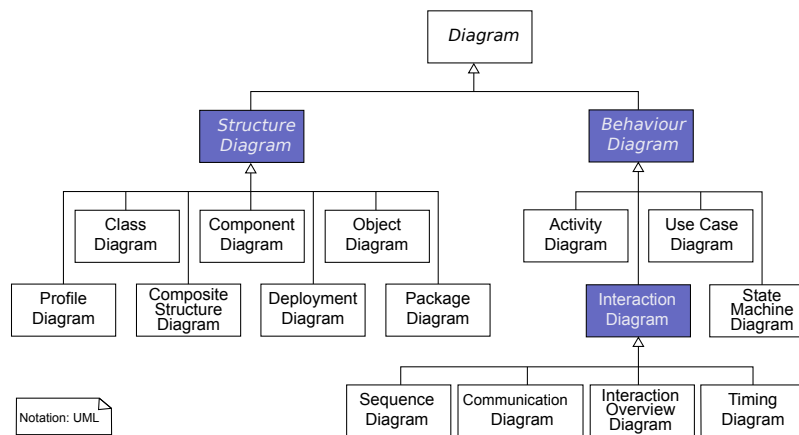 Diagram
Structure
Diagram
Behaviour
Diagram
Class
Diagram
Component
Diagram
Object
Diagram
Activity
Diagram
Use Case
Diagram
Profile
Diagram
Composite
Structure
Diagram
Deployment
Diagram
Package
Diagram
Interaction
Diagram
State
Machine
Diagram
Sequence
Diagram
Communication
Diagram
Interaction
Overview
Diagram
Timing
Diagram
Notation: UML